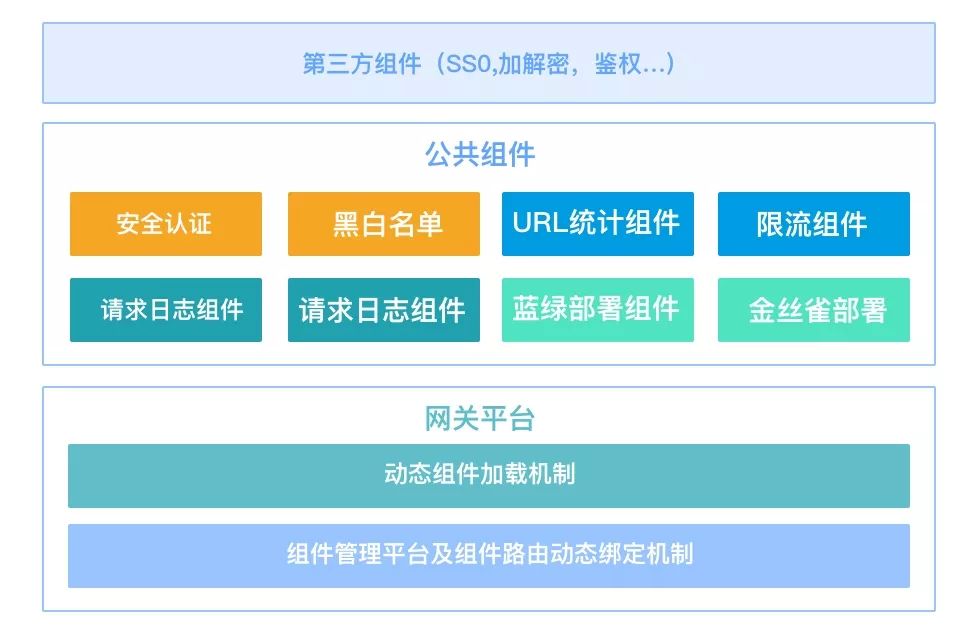 第三方组件（SS0,加解密，鉴权...）
公共组件
安全认证
黑白名单
URL统计组件
限流组件
请求日志组件
请求日志组件
蓝绿部署组件
金丝雀部署
网关平台
动态组件加载机制
组件管理平台及组件路由动态绑定机制